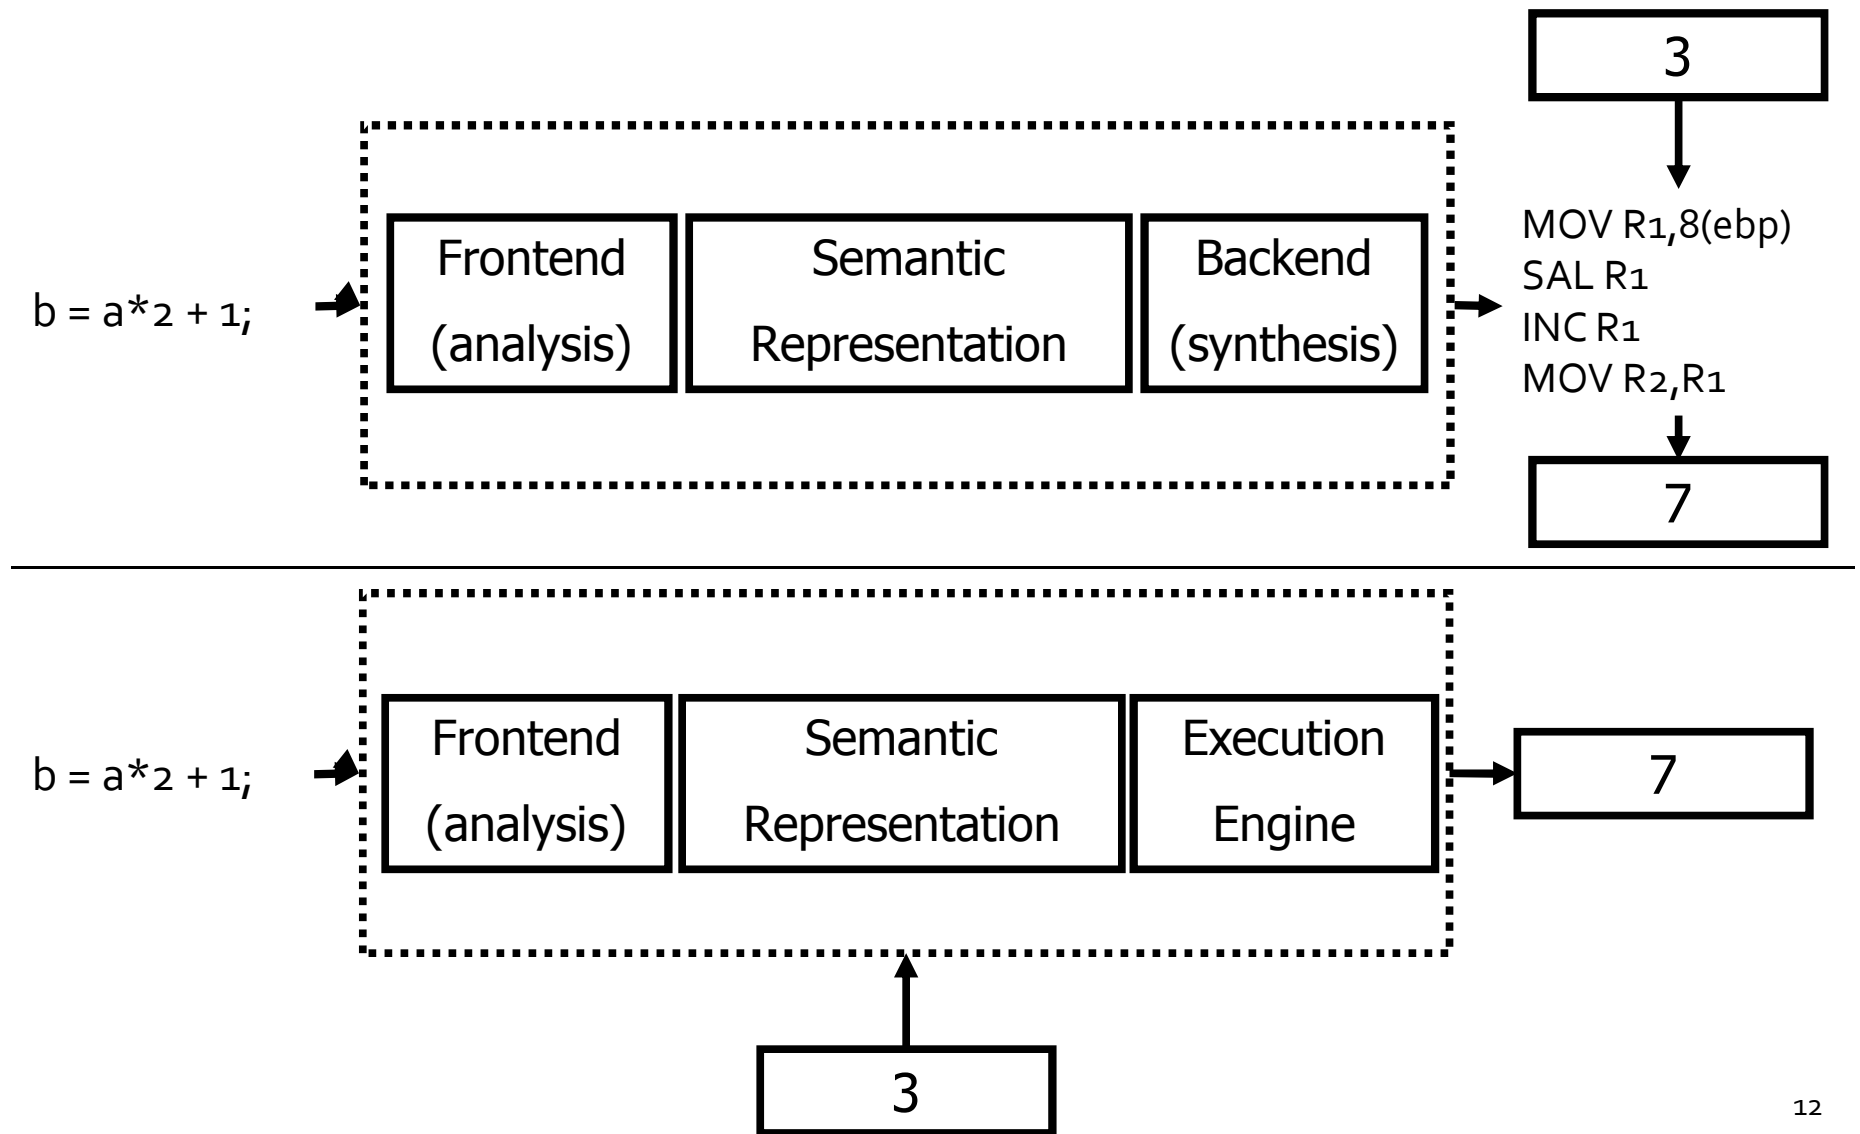 3
b = a*2 + 1;
Frontend
(analysis)
Semantic
Representation
Backend
(synthesis)
MOV R1,8(ebp)
SAL R1
INC R1
MOV R2,R1
7
b = a*2 + 1;
Frontend
(analysis)
Semantic
Representation
Execution
Engine
7
3
12